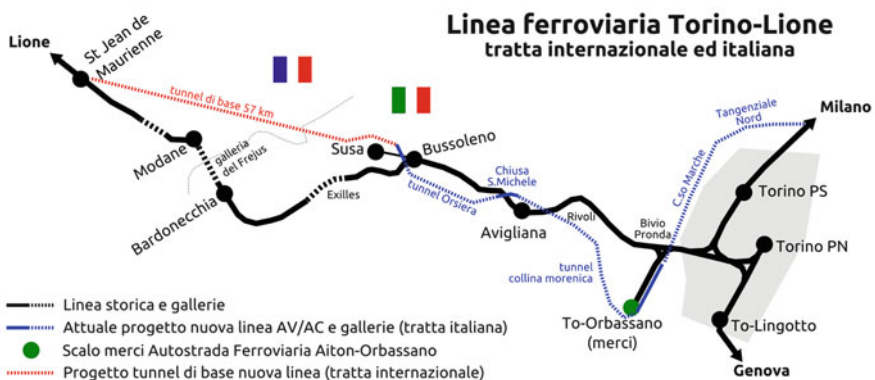 Linea ferroviaria Torino-Lione
tratta internazionale ed italiana
Lione
St Jean de
Maurienne
tunnel di base 57 km
Modane
galleria
del Frejus
Bardonecchia
Susa
Bussoleno
Exilles
tunnel Orsiera
Chiusa
S.Michele
Avigliana
Rivoli
tunnel
collina morenica
Bivio
Pronda
C.so Marche
Tangenziale
Nord
Milano
Torino PS
Torino PN
To-Orbassano
(merci)
To-Lingotto
Genova
Linea storica e gallerie
Attuale progetto nuova linea AV/AC e gallerie (tratta italiana)
Scalo merci Autostrada Ferroviaria Aiton-Orbassano
Progetto tunnel di base nuova linea (tratta internazionale)